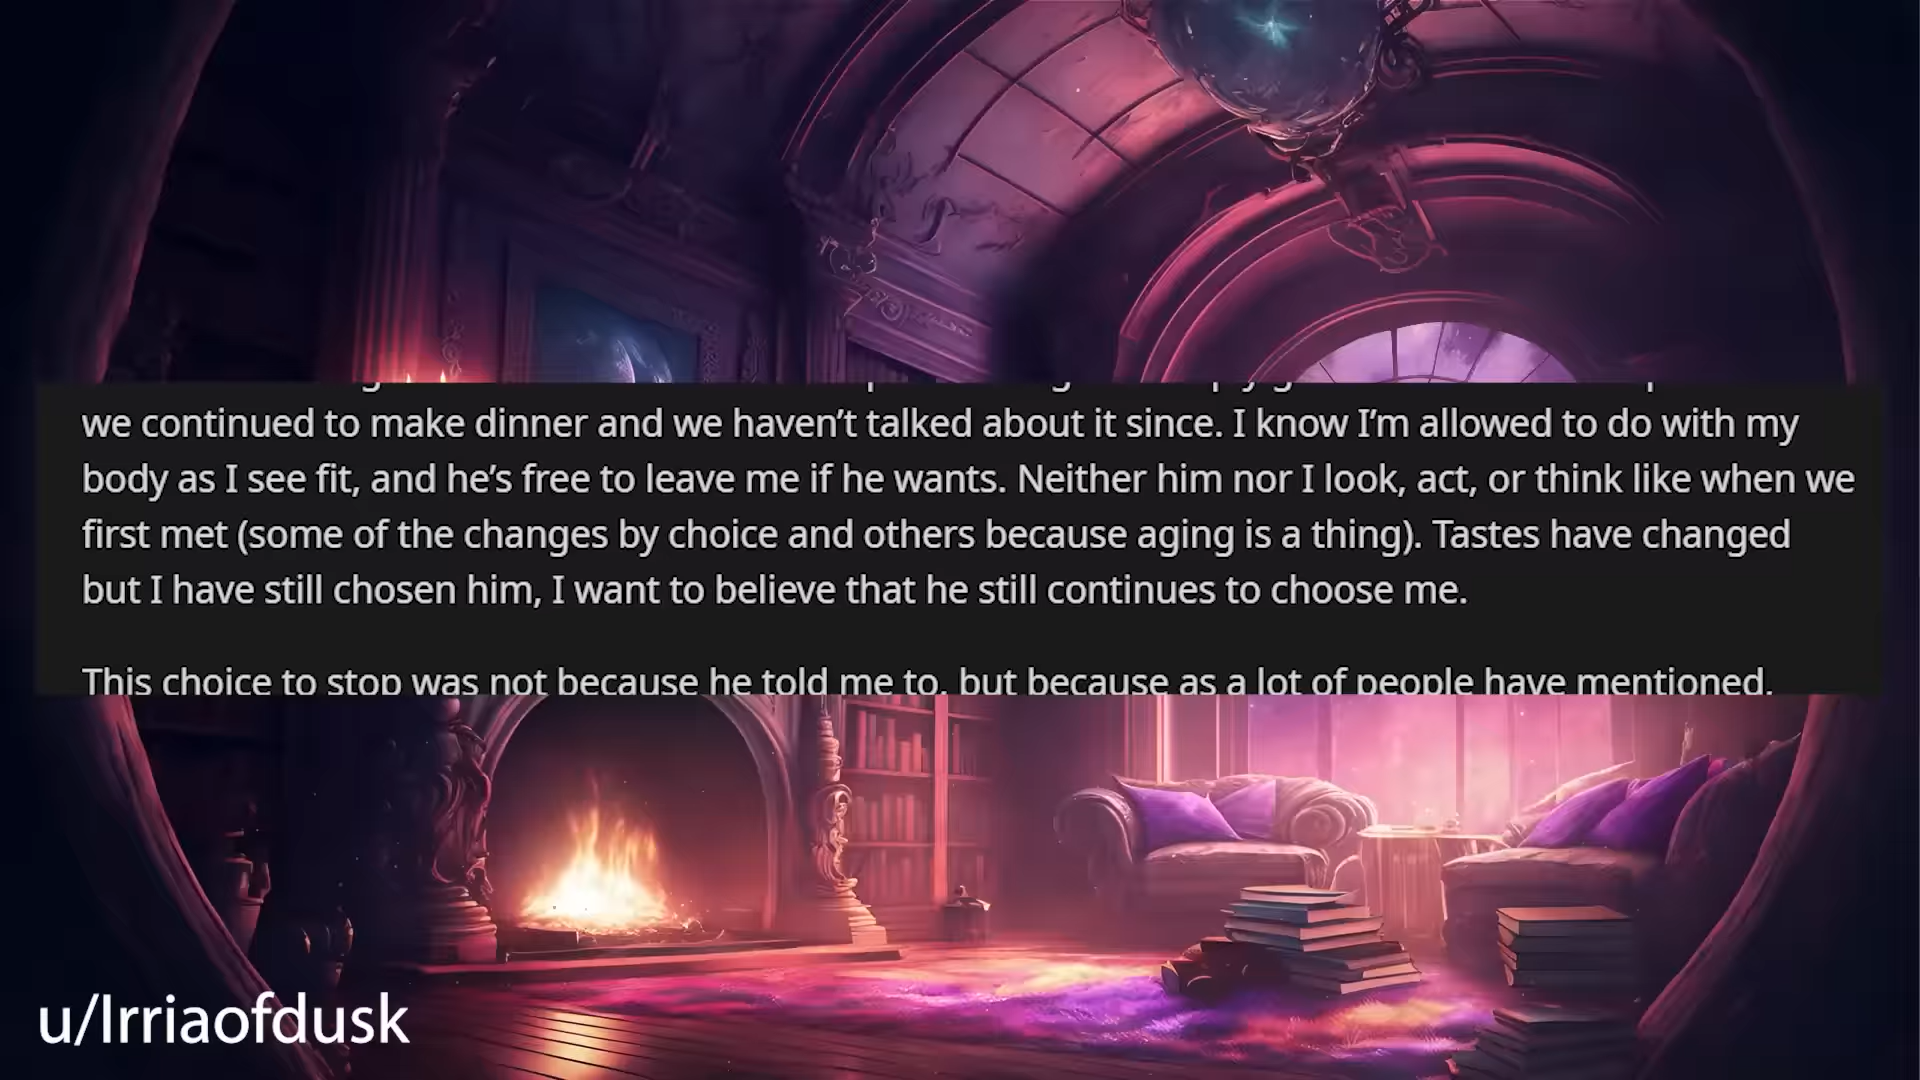 we continued to make dinner and we haven’t talked about it since. I know I’m allowed to do with my
body as I see fit, and he’s free to leave me if he wants. Neither him nor I look, act, or think like when we
first met (some of the changes by choice and others because aging is a thing). Tastes have changed
but I have still chosen him, I want to believe that he still continues to choose me.
This choice to stop was not because he told me to, but because as a lot of people have mentioned,
u/Irriaofdusk